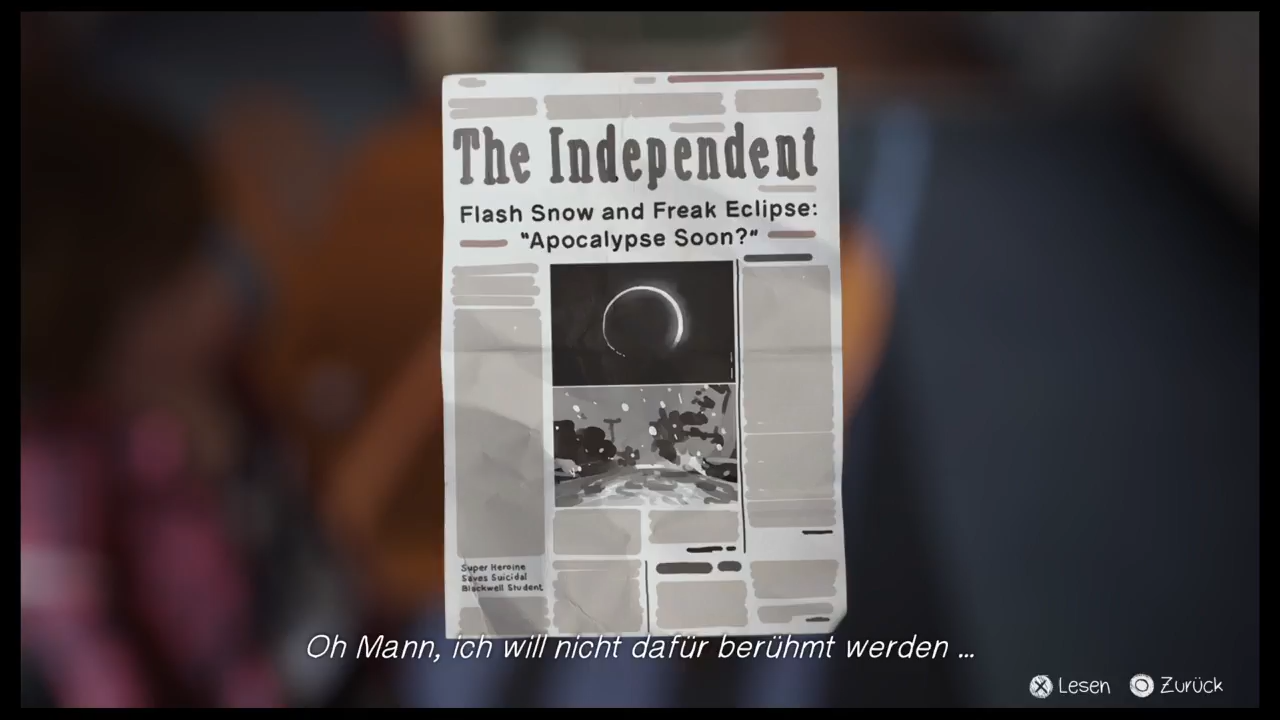 The Independent
Flash Snow and Freak Eclipse:
"Apocalypse Soon?"
Super Heroine
Saves Suicidal
Blackwell Student
Oh Mann, ich will nicht dafür berühmt werden ...
Lesen Zurück